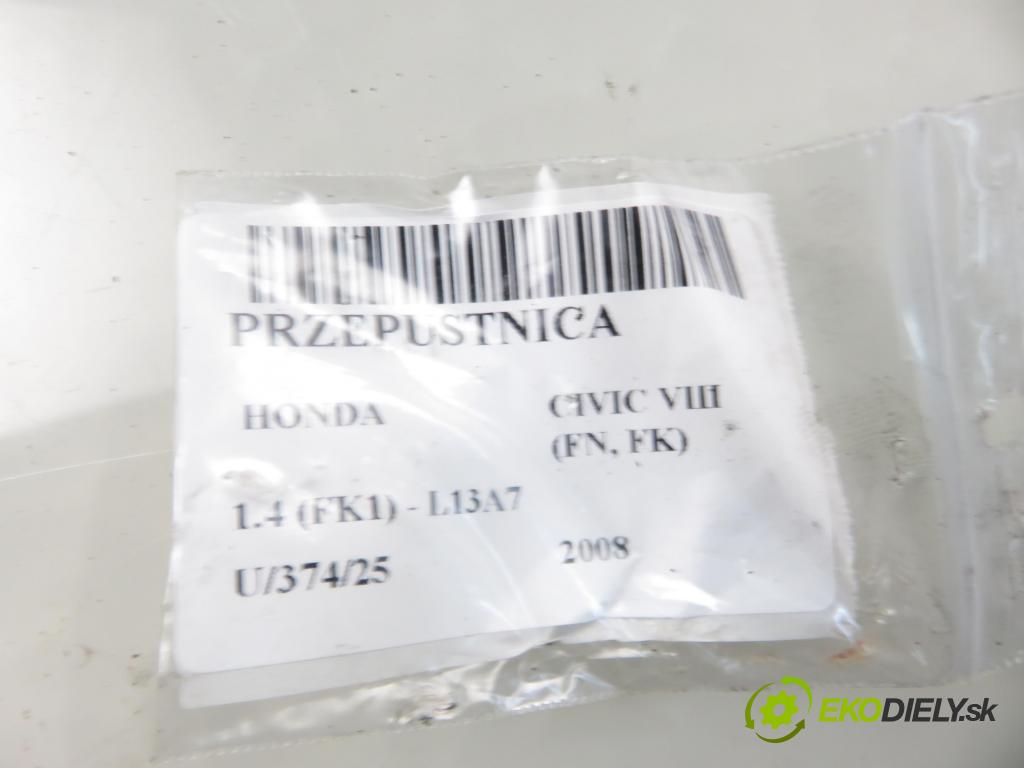 PRZEPUSTNICA
HONDA
CIVIC VIII
(FN, FK)
1.4 (FK1) - L13A7
U/374/25
2008
EKODIELY.sk